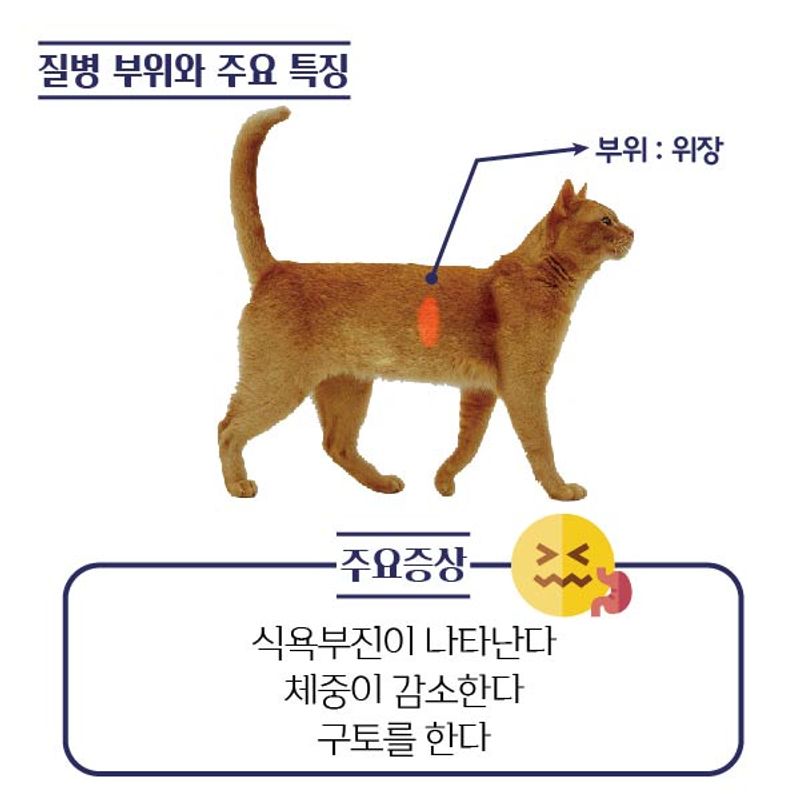 질병 부위와 주요 특징
부위 : 위장
주요증상
식욕부진이 나타난다
체중이 감소한다
구토를 한다